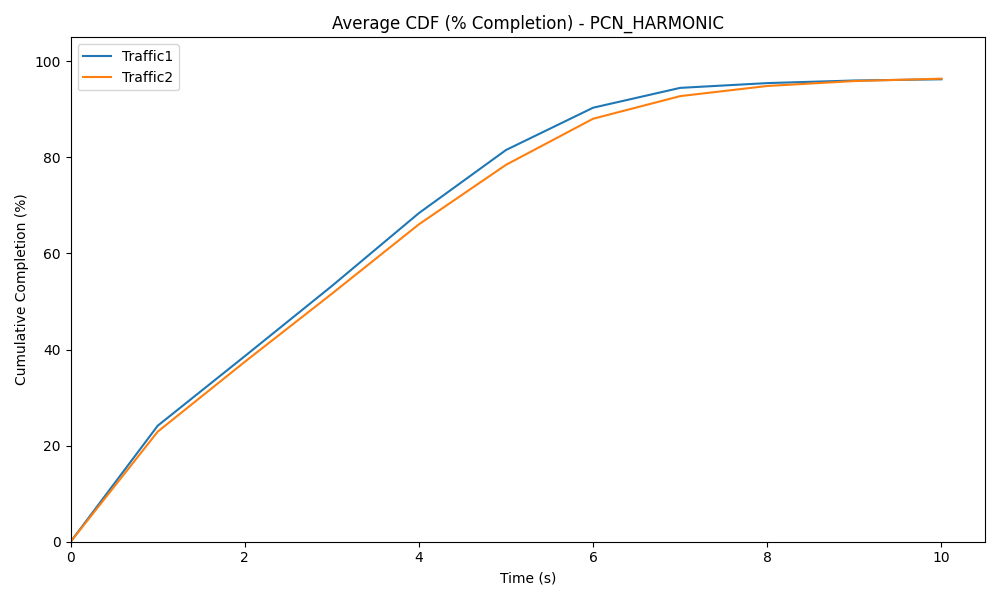 Average CDF (% Completion) - PCN_HARMONIC
Traffic1
Traffic2
100
80
60
40
20
0
Cumulative Completion (%)
0 2 4 6 8 10
Time (s)